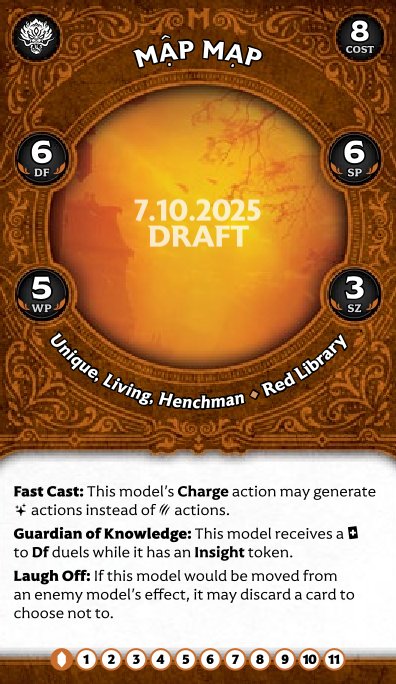 MẬP MẠP
8
COST
6
DF
6
SP
7.10.2025
DRAFT
5
WP
3
SZ
Unique, Living, Henchman ◆ Red Library
Fast Cast: This model's Charge action may generate
actions instead of actions.
Guardian of Knowledge: This model receives a
to Df duels while it has an Insight token.
Laugh Off: If this model would be moved from
an enemy model's effect, it may discard a card to
choose not to.
1 2 3 4 5 6 7 8 9 10 11